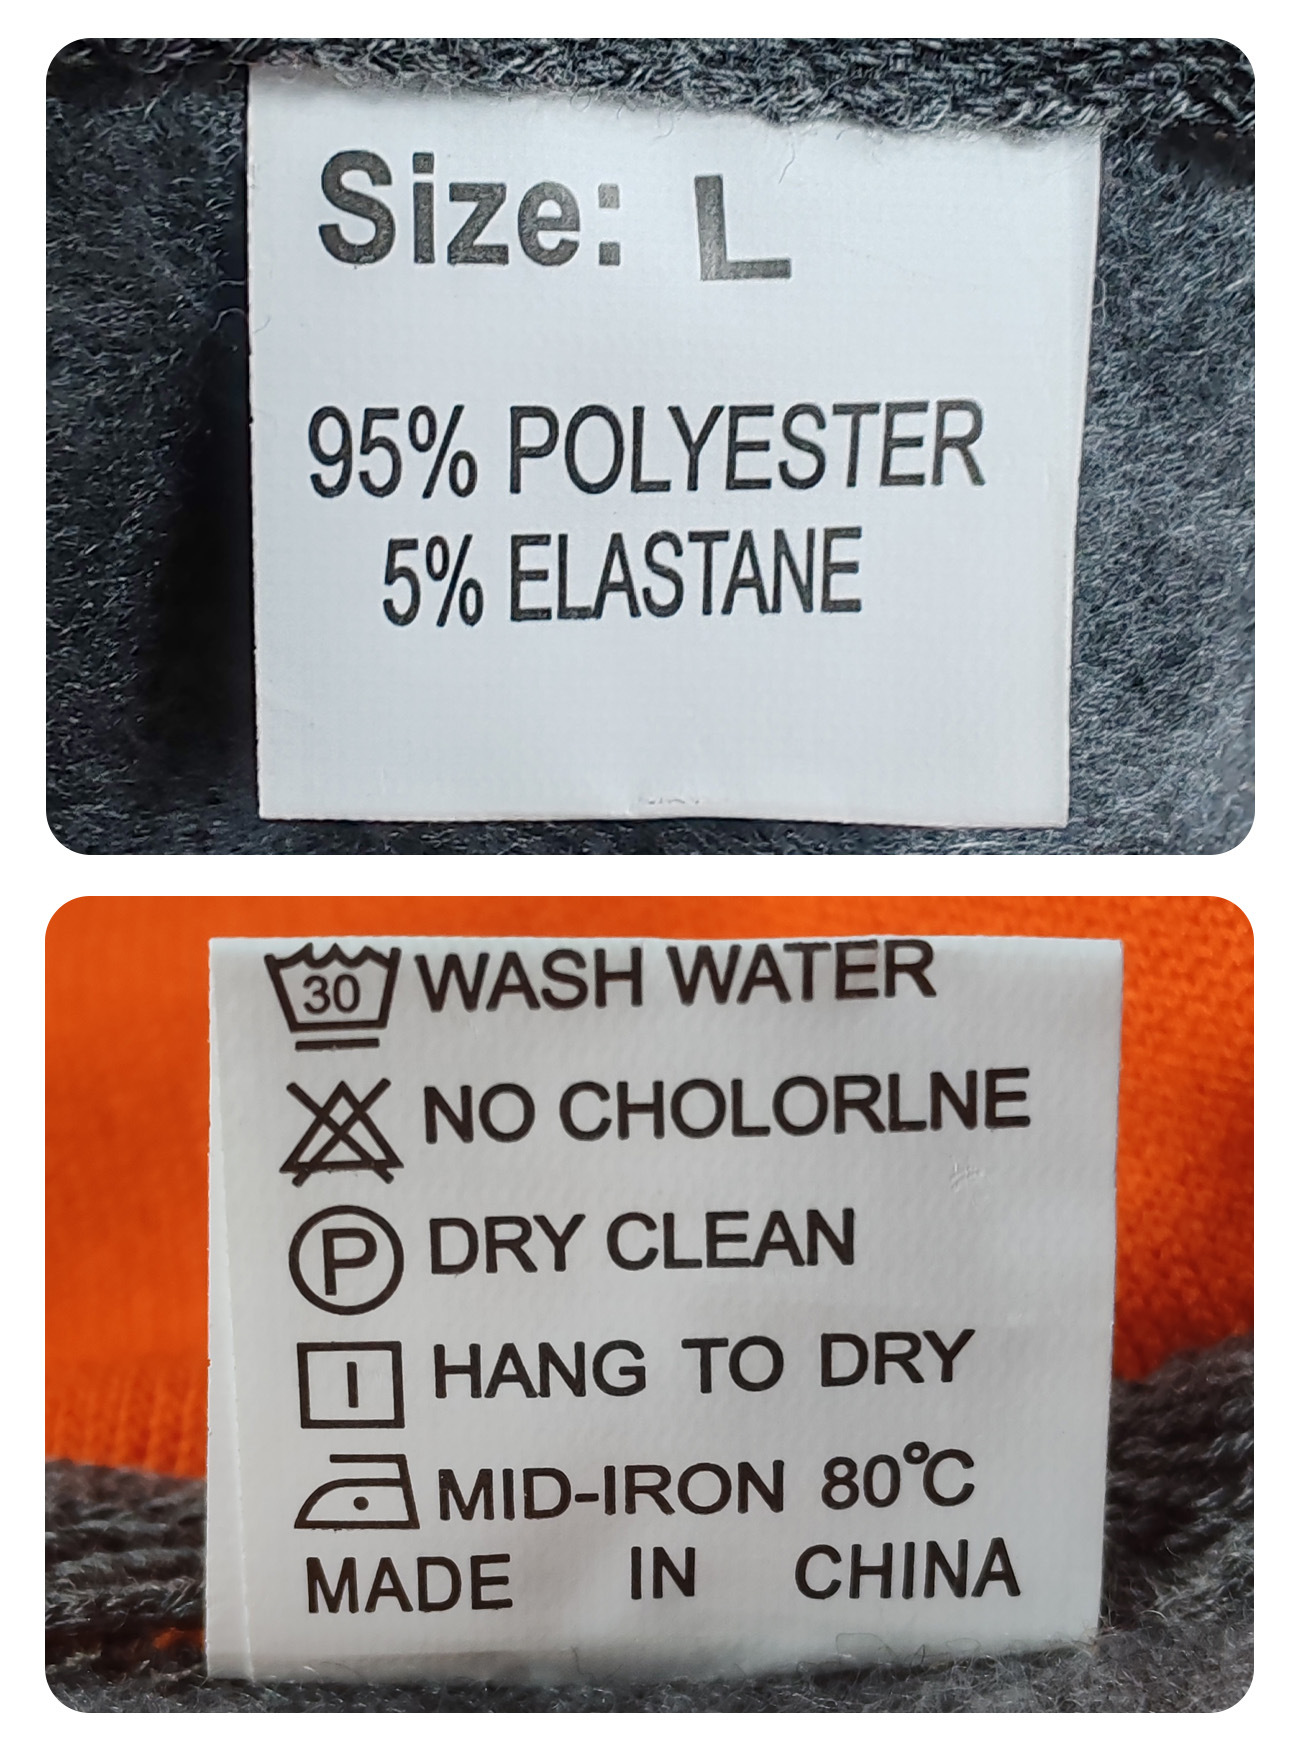 Size: L
95% POLYESTER
5% ELASTANE
30 WASH WATER
NO CHOLORLNE
P DRY CLEAN
HANG TO DRY
MID-IRON 80℃
MADE IN CHINA